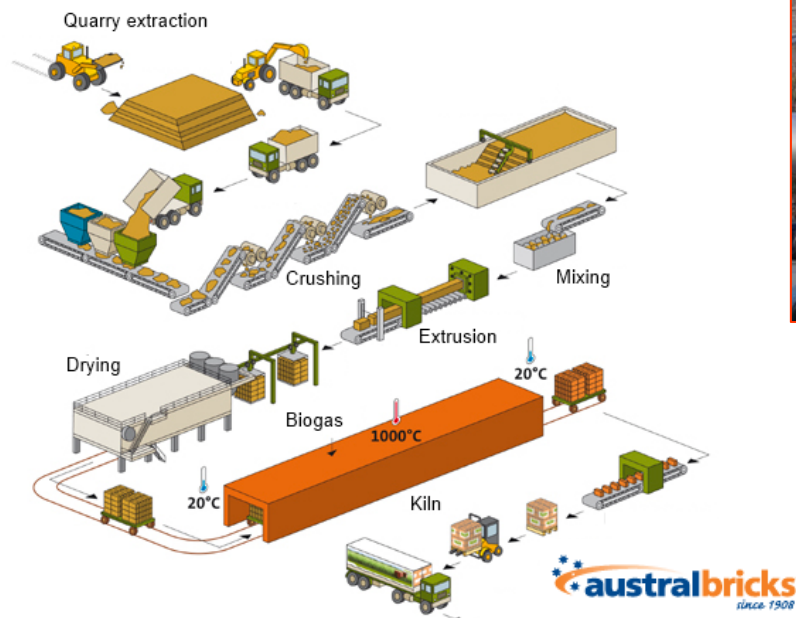 Quarry extraction
Crushing
Mixing
Extrusion
Drying
20°C
Biogas
1000°C
20°C
Kiln
australbricks
since 1908